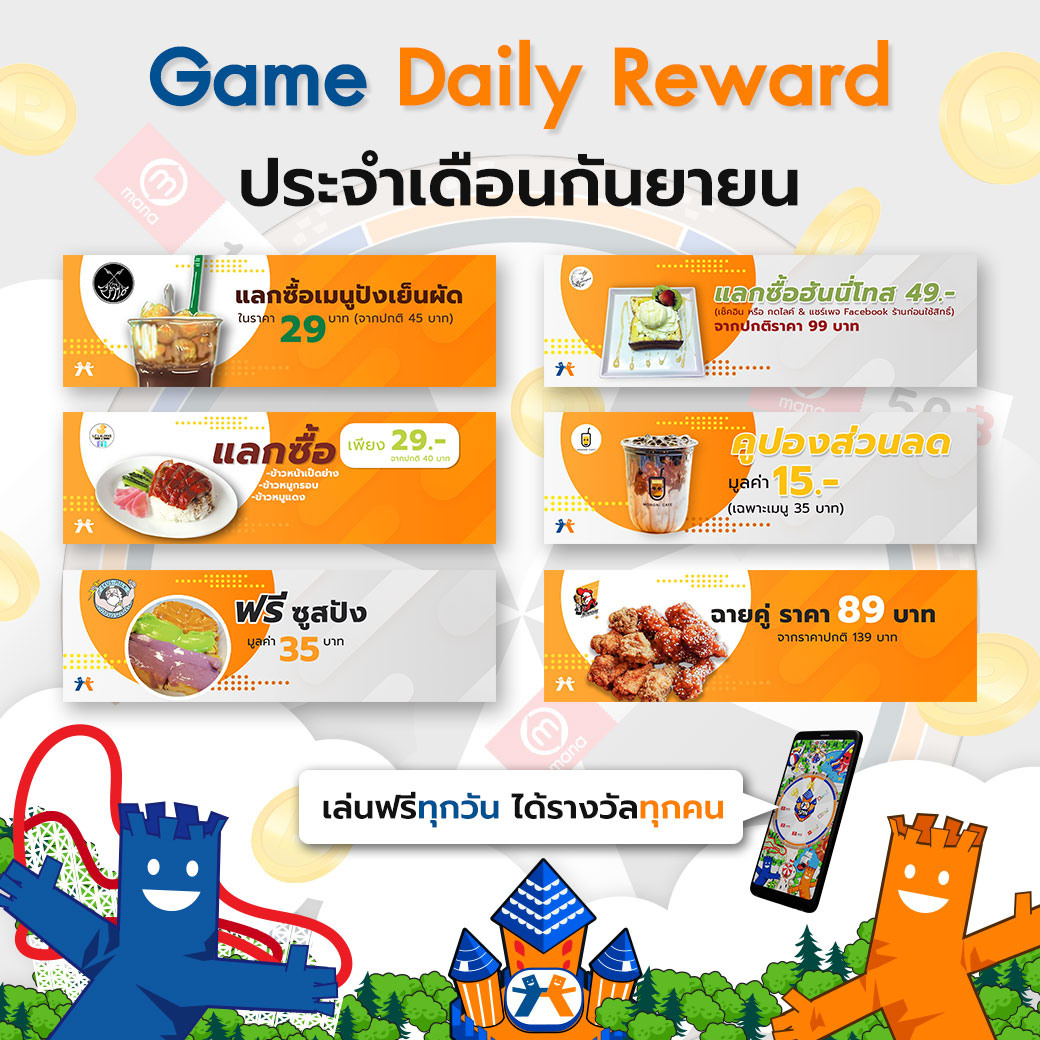 Game Daily Reward
ประจำเดือนกันยายน
mana
แลกซื้อเมนูปังเย็นผัด
ในราคา 29 บาท (จากปกติ 45 บาท)
แลกซื้อฮันนี่โทส 49.-
(เช็คอิน หรือ กดไลค์ & แชร์เพจ Facebook ร้านก่อนใช้สิทธิ์)
จากปกติราคา 99 บาท
mana
50 ฿
แลกซื้อ
เพียง 29.-
จากปกติ 40 บาท
-ข้าวหน้าเป็ดย่าง
-ข้าวหมูกรอบ
-ข้าวหมูแดง
คูปองส่วนลด
มูลค่า 15.-
(เฉพาะเมนู 35 บาท)
ฟรี ซูสปัง
มูลค่า 35 บาท
ฉายคู่ ราคา 89 บาท
จากราคาปกติ 139 บาท
mana
เล่นฟรีทุกวัน ได้รางวัลทุกคน